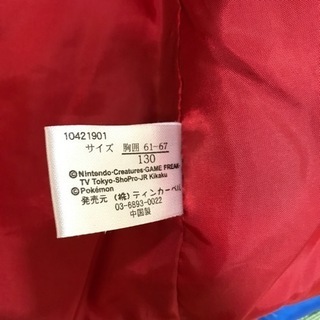 10421901
サイズ 胸囲 61-67
130
©Nintendo・Creatures・GAME FREAK・
TV Tokyo・ShoPro・JR Kikaku
©Pokémon
発売元 (株)ティンカーベル
03-6893-0022
中国製